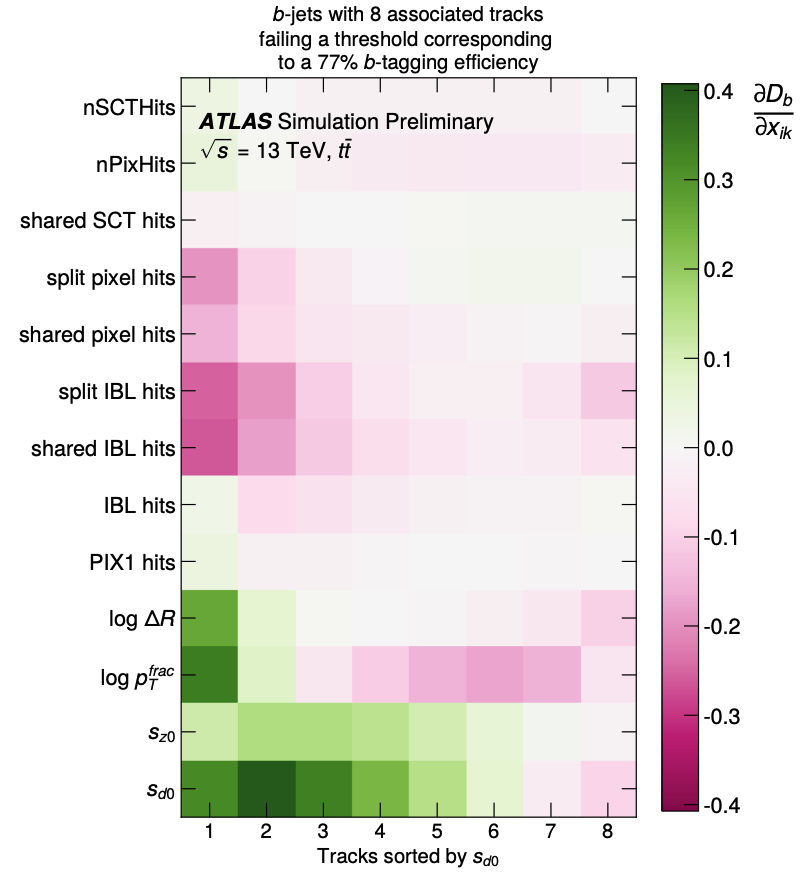 b-jets with 8 associated tracks
failing a threshold corresponding
to a 77% b-tagging efficiency
ATLAS Simulation Preliminary
√s = 13 TeV, tt̄
nSCTHits
nPixHits
shared SCT hits
split pixel hits
shared pixel hits
split IBL hits
shared IBL hits
IBL hits
PIX1 hits
log ΔR
log p_T^frac
s_z0
s_d0
1 2 3 4 5 6 7 8
Tracks sorted by s_d0
0.4
0.3
0.2
0.1
0.0
-0.1
-0.2
-0.3
-0.4
∂D_b
∂x_ik